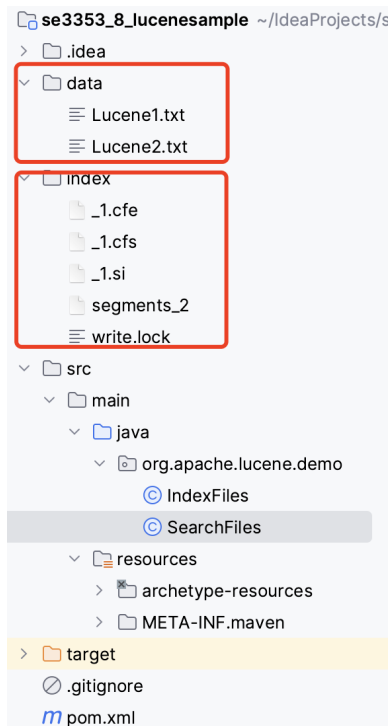 se3353_8_lucenesample ~/IdeaProjects/s
.idea
data
Lucene1.txt
Lucene2.txt
index
_1.cfe
_1.cfs
_1.si
segments_2
write.lock
src
main
java
org.apache.lucene.demo
IndexFiles
SearchFiles
resources
archetype-resources
META-INF.maven
target
.gitignore
pom.xml